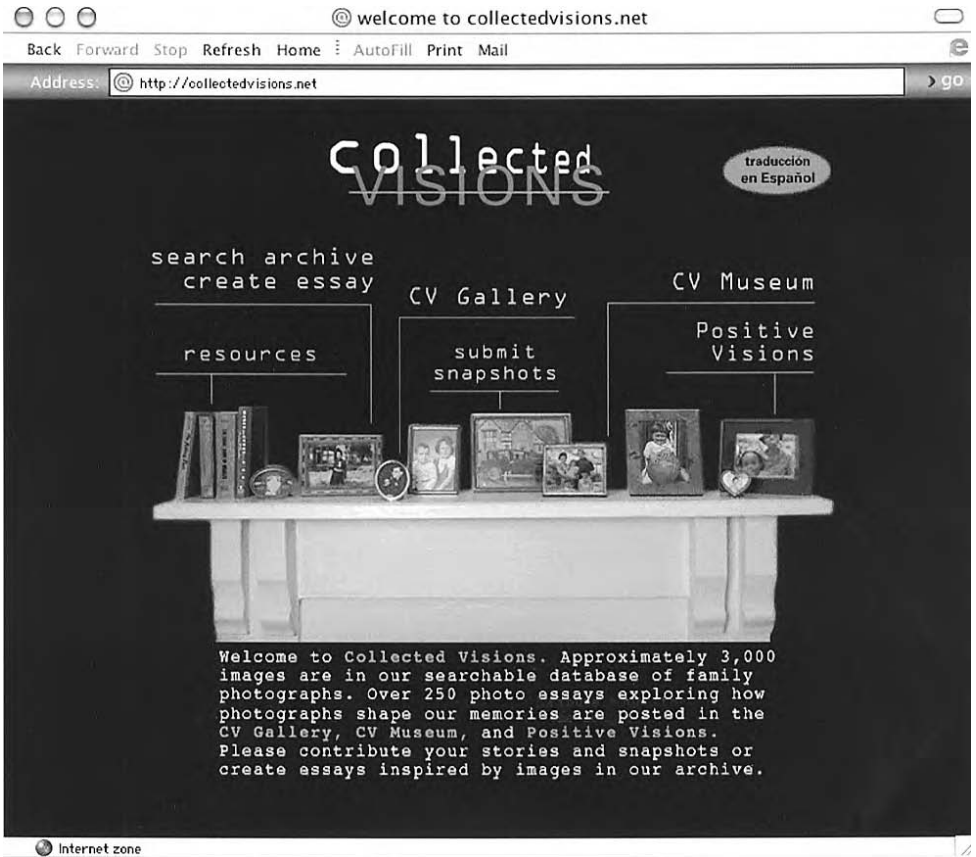 @ welcome to collectedvisions.net
Back Forward Stop Refresh Home AutoFill Print Mail
Address: @ http://collectedvisions.net › go
collected
VISIONS
traducción
en Español
search archive
create essay
CV Gallery
CV Museum
Positive
Visions
resources
submit
snapshots
Welcome to Collected Visions. Approximately 3,000
images are in our searchable database of family
photographs. Over 250 photo essays exploring how
photographs shape our memories are posted in the
CV Gallery, CV Museum, and Positive Visions.
Please contribute your stories and snapshots or
create essays inspired by images in our archive.
Internet zone